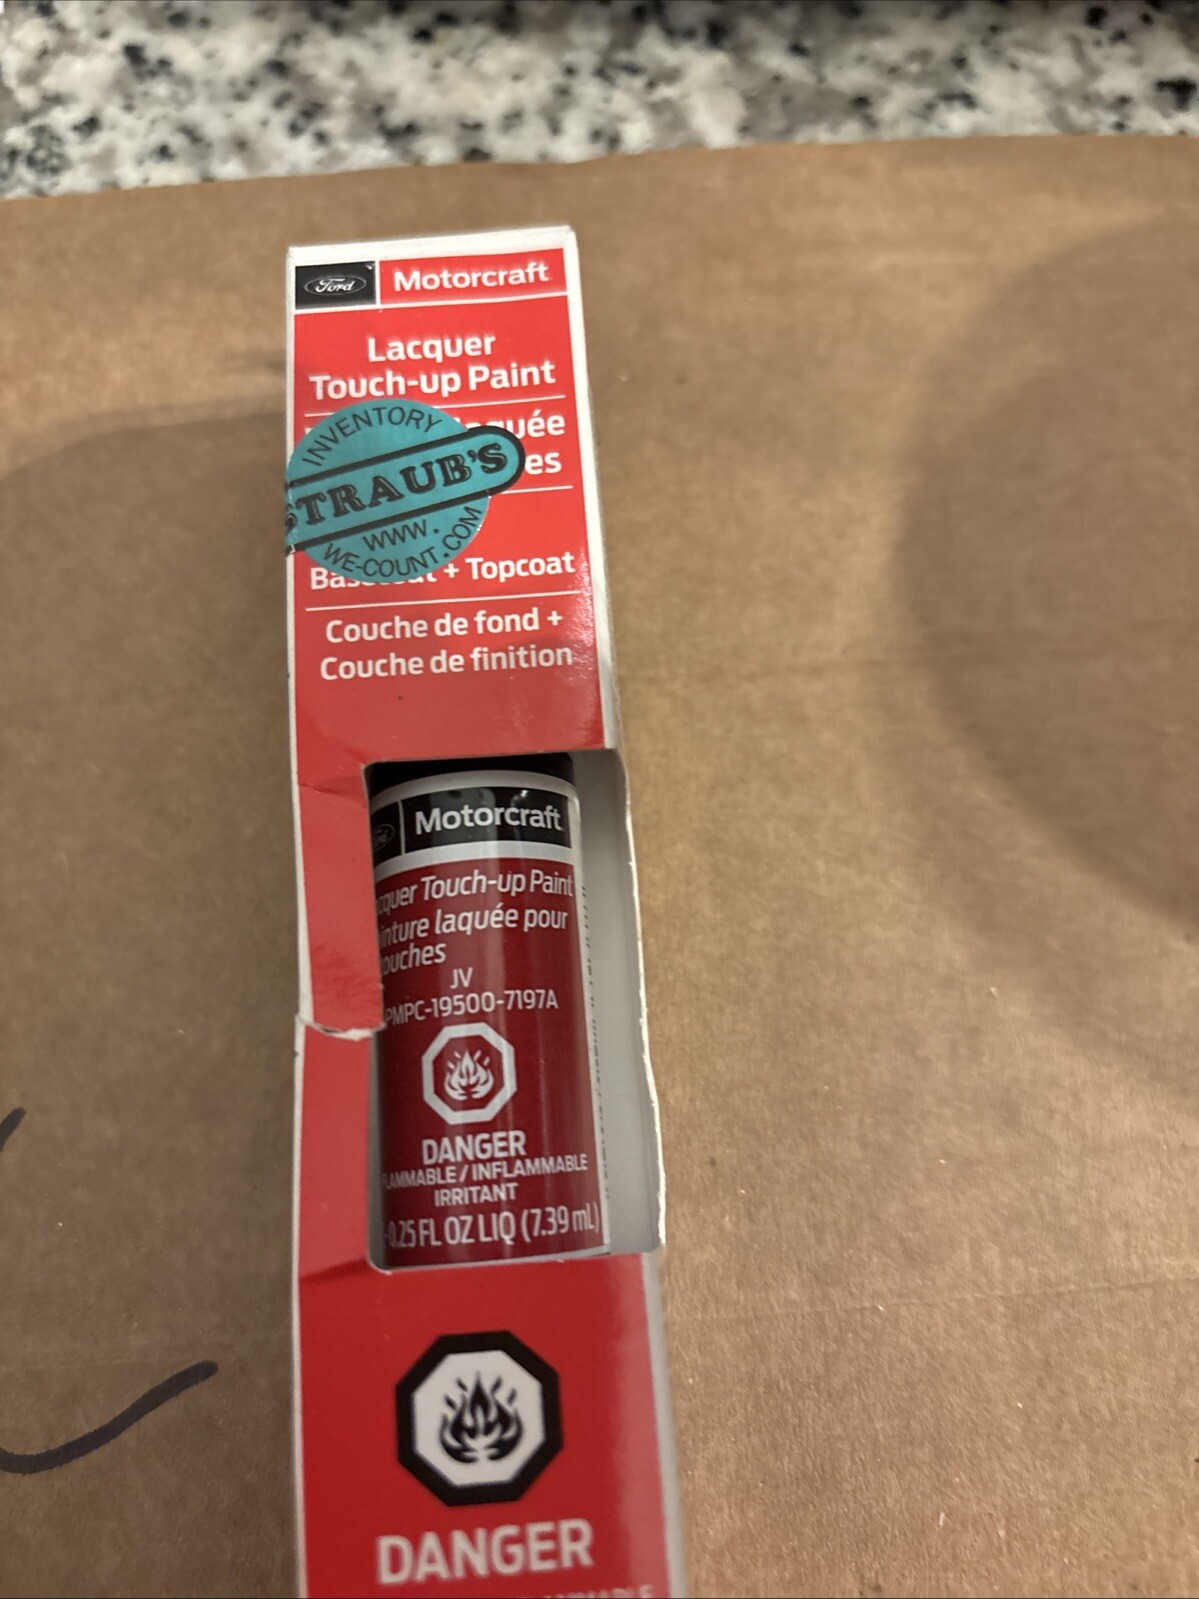 Ford Motorcraft
Lacquer
Touch-up Paint
INVENTORY
STRAUB'S
WWW.
WE-COUNT.COM
+ Topcoat
Couche de fond +
Couche de finition
Motorcraft
Touch-up Paint
laquée pour
JV
PMPC-19500-7197A
DANGER
FLAMMABLE / INFLAMMABLE
IRRITANT
0.25 FL OZ LIQ (7.39 mL)
DANGER